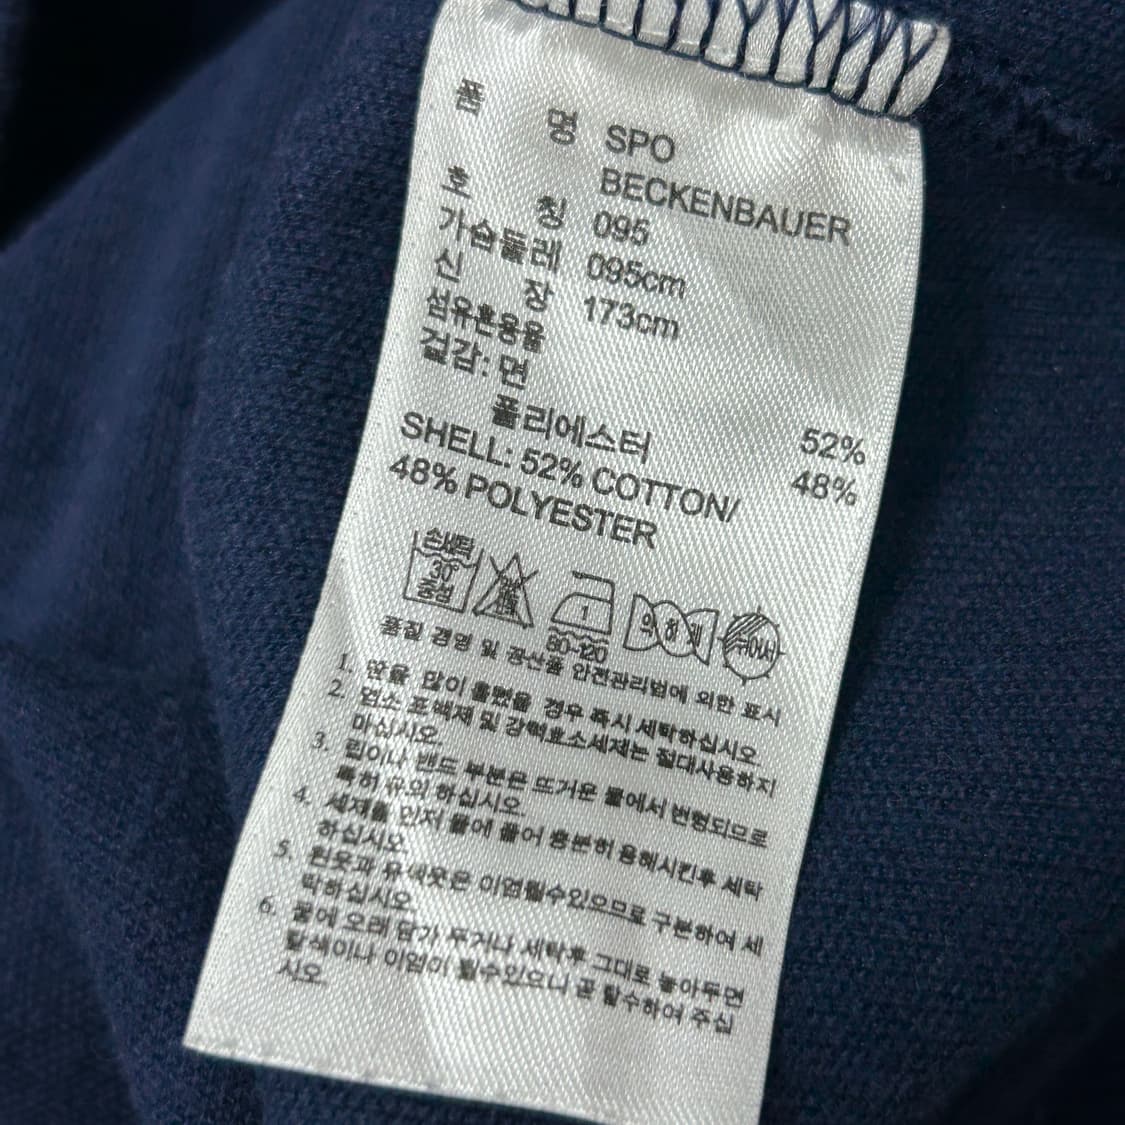 품 명 SPO
BECKENBAUER
호 칭 095
가슴둘레 095cm
신 장 173cm
섬유혼용율
겉감: 면 52%
폴리에스터 48%
SHELL: 52% COTTON/
48% POLYESTER
손세탁
30°
중성
80-120
약하게
품질 경영 및 공산품 안전관리법에 의한 표시
1. 땀을 많이 흘렸을 경우 즉시 세탁하십시오
2. 염소 표백제 및 강력효소세제는 절대사용하지
마십시오.
3. 립이나 밴드 부분은 뜨거운 물에서 변형되므로
특히 유의 하십시오.
4. 세제를 먼저 물에 풀어 충분히 용해시킨후 세탁
하십시오
5. 흰옷과 유색옷은 이염될수있으므로 구분하여 세
탁하십시오
6. 물에 오래 담가 두거나 세탁후 그대로 놓아두면
탈색이나 이염이 될수있으니 곧 탈수하여 주십
시오.